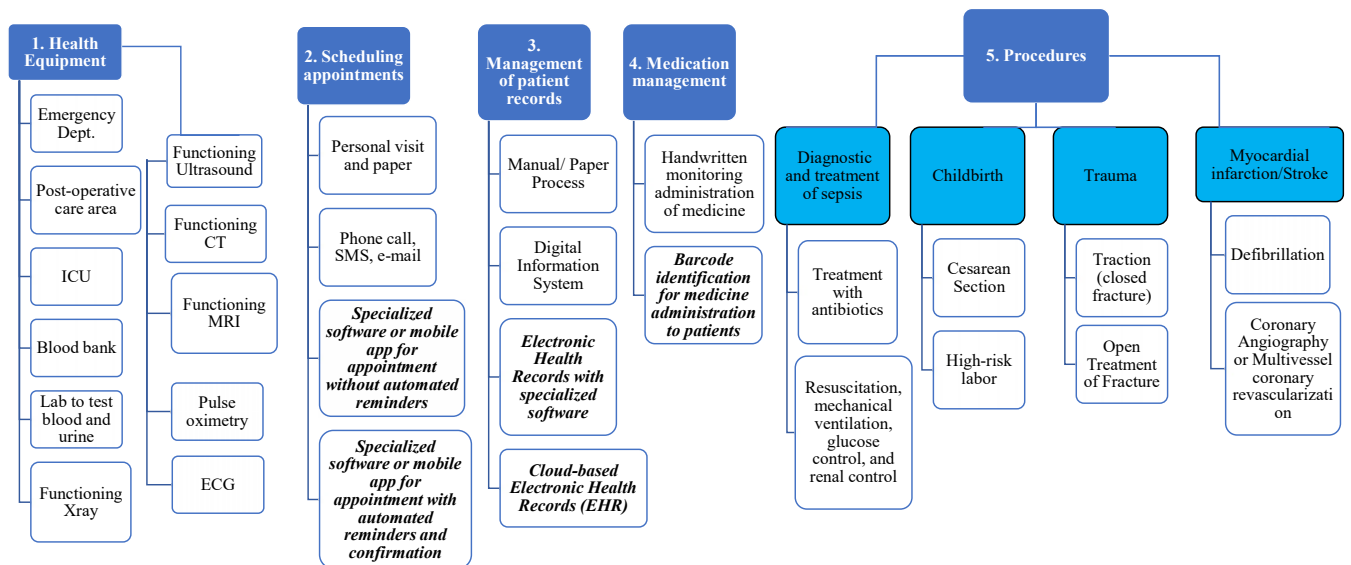 1. Health
Equipment
Emergency
Dept.
Post-operative
care area
ICU
Blood bank
Lab to test
blood and
urine
Functioning
Xray
Functioning
Ultrasound
Functioning
CT
Functioning
MRI
Pulse
oximetry
ECG
2. Scheduling
appointments
Personal visit
and paper
Phone call,
SMS, e-mail
Specialized
software or mobile
app for
appointment
without automated
reminders
Specialized
software or mobile
app for
appointment with
automated
reminders and
confirmation
3.
Management
of patient
records
Manual/ Paper
Process
Digital
Information
System
Electronic
Health
Records with
specialized
software
Cloud-based
Electronic Health
Records (EHR)
4. Medication
management
Handwritten
monitoring
administration
of medicine
Barcode
identification
for medicine
administration
to patients
5. Procedures
Diagnostic
and treatment
of sepsis
Treatment
with
antibiotics
Resuscitation,
mechanical
ventilation,
glucose
control, and
renal control
Childbirth
Cesarean
Section
High-risk
labor
Trauma
Traction
(closed
fracture)
Open
Treatment
of Fracture
Myocardial
infarction/Stroke
Defibrillation
Coronary
Angiography
or Multivessel
coronary
revascularizati
on